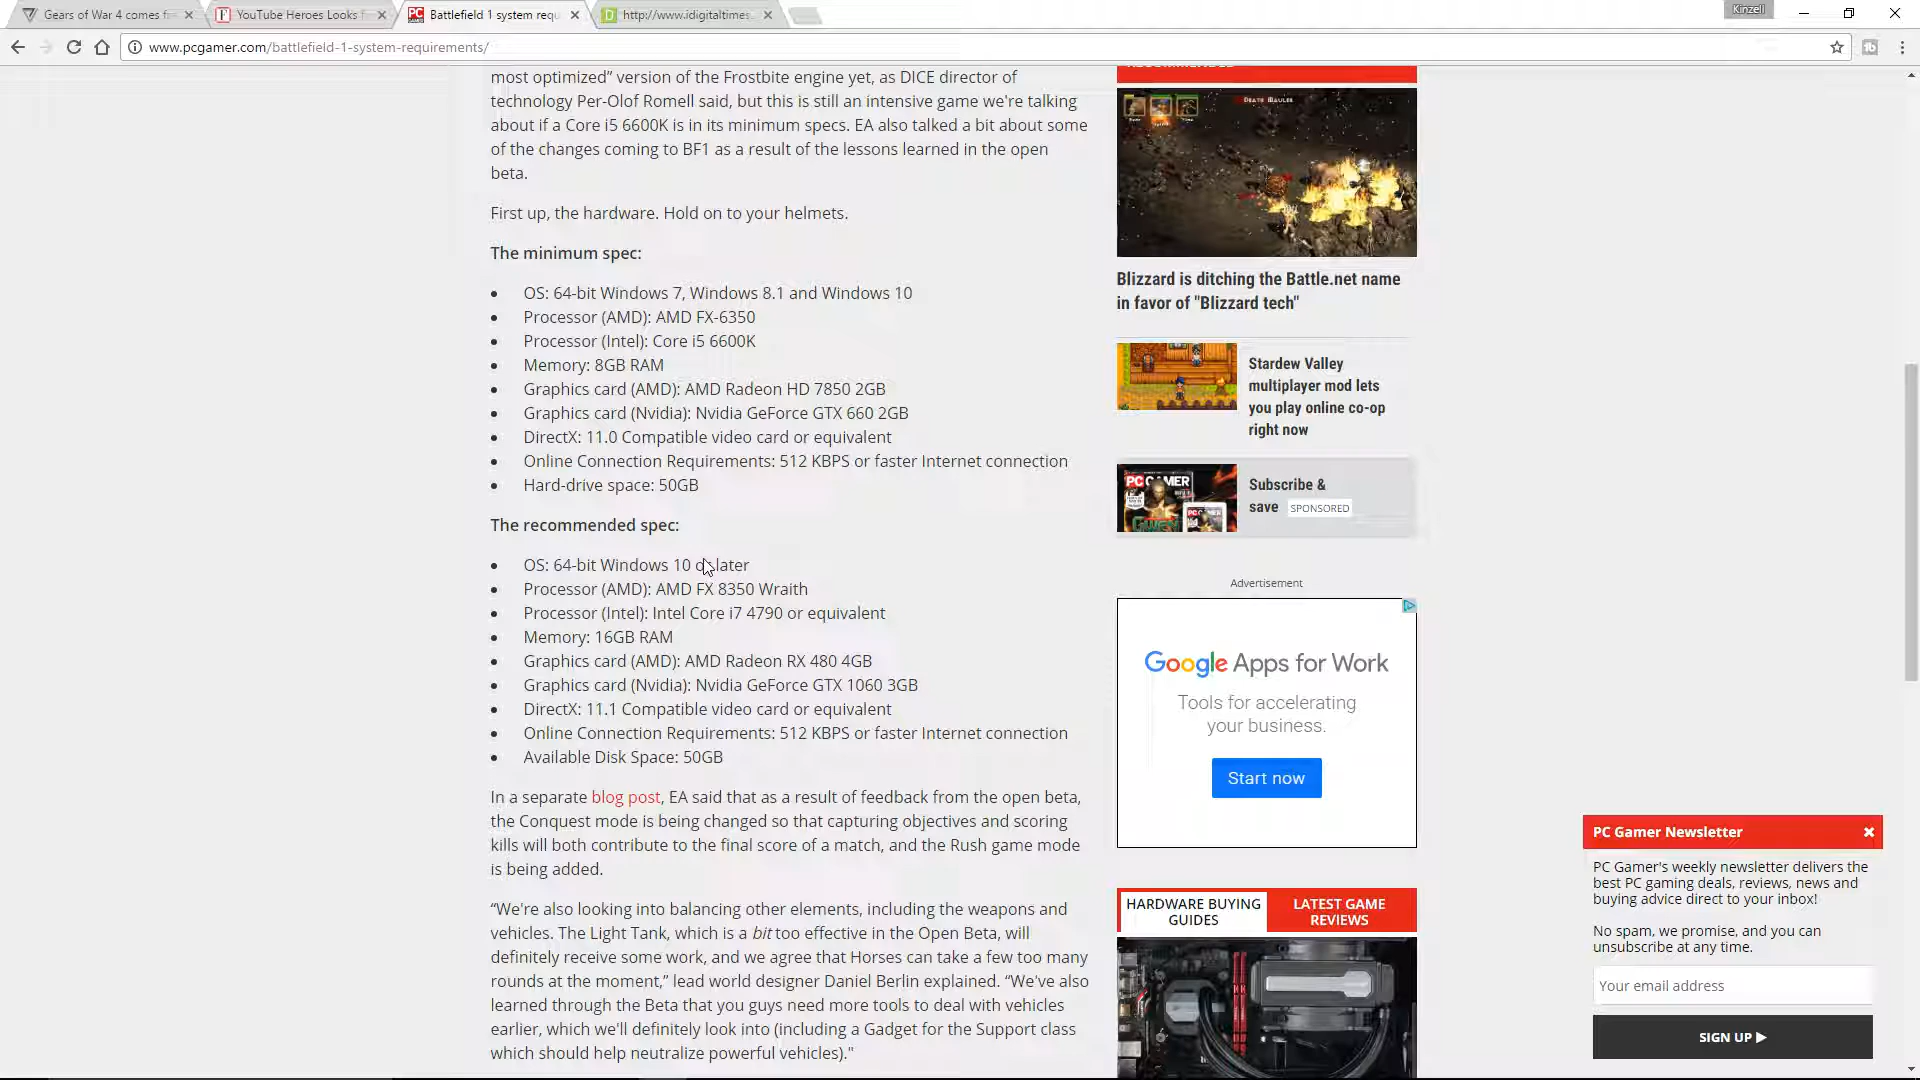 Gears of War 4 comes f
YouTube Heroes Looks F
Battlefield 1 system requ
http://www.idigitaltimes.
Kinzell
www.pcgamer.com/battlefield-1-system-requirements/
most optimized” version of the Frostbite engine yet, as DICE director of
technology Per-Olof Romell said, but this is still an intensive game we're talking
about if a Core i5 6600K is in its minimum specs. EA also talked a bit about some
of the changes coming to BF1 as a result of the lessons learned in the open
beta.
First up, the hardware. Hold on to your helmets.
The minimum spec:
• OS: 64-bit Windows 7, Windows 8.1 and Windows 10
• Processor (AMD): AMD FX-6350
• Processor (Intel): Core i5 6600K
• Memory: 8GB RAM
• Graphics card (AMD): AMD Radeon HD 7850 2GB
• Graphics card (Nvidia): Nvidia GeForce GTX 660 2GB
• DirectX: 11.0 Compatible video card or equivalent
• Online Connection Requirements: 512 KBPS or faster Internet connection
• Hard-drive space: 50GB
The recommended spec:
• OS: 64-bit Windows 10 or later
• Processor (AMD): AMD FX 8350 Wraith
• Processor (Intel): Intel Core i7 4790 or equivalent
• Memory: 16GB RAM
• Graphics card (AMD): AMD Radeon RX 480 4GB
• Graphics card (Nvidia): Nvidia GeForce GTX 1060 3GB
• DirectX: 11.1 Compatible video card or equivalent
• Online Connection Requirements: 512 KBPS or faster Internet connection
• Available Disk Space: 50GB
In a separate blog post, EA said that as a result of feedback from the open beta,
the Conquest mode is being changed so that capturing objectives and scoring
kills will both contribute to the final score of a match, and the Rush game mode
is being added.
“We're also looking into balancing other elements, including the weapons and
vehicles. The Light Tank, which is a bit too effective in the Open Beta, will
definitely receive some work, and we agree that Horses can take a few too many
rounds at the moment,” lead world designer Daniel Berlin explained. “We've also
learned through the Beta that you guys need more tools to deal with vehicles
earlier, which we'll definitely look into (including a Gadget for the Support class
which should help neutralize powerful vehicles)."
Death Mauler
Blizzard is ditching the Battle.net name
in favor of "Blizzard tech"
Stardew Valley
multiplayer mod lets
you play online co-op
right now
PC GAMER
Subscribe &
save SPONSORED
Advertisement
Google Apps for Work
Tools for accelerating
your business.
Start now
HARDWARE BUYING
GUIDES
LATEST GAME
REVIEWS
PC Gamer Newsletter
PC Gamer's weekly newsletter delivers the
best PC gaming deals, reviews, news and
buying advice direct to your inbox!
No spam, we promise, and you can
unsubscribe at any time.
Your email address
SIGN UP